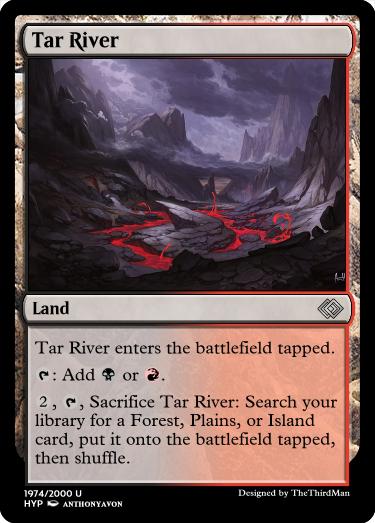 Tar River
Land
Tar River enters the battlefield tapped.
: Add or .
2 , , Sacrifice Tar River: Search your
library for a Forest, Plains, or Island
card, put it onto the battlefield tapped,
then shuffle.
1974/2000 U
HYP ANTHONYAVON
Designed by TheThirdMan